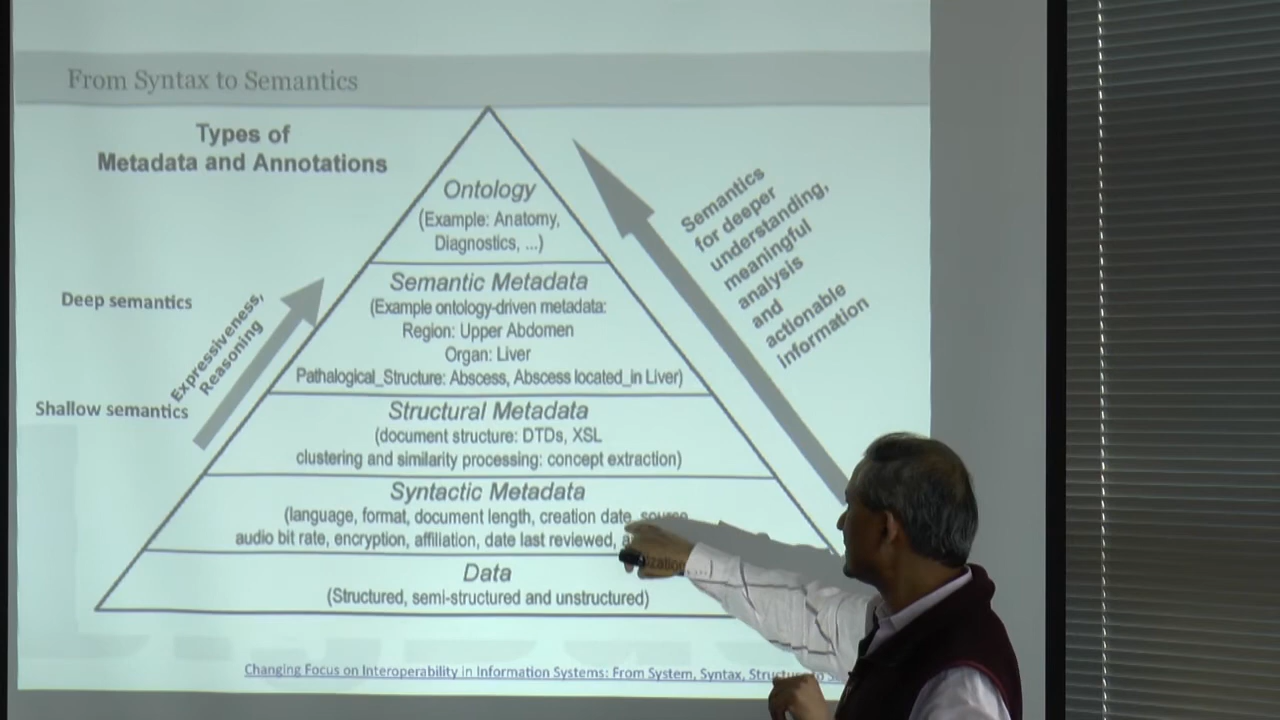 From Syntax to Semantics
Types of
Metadata and Annotations
Ontology
(Example: Anatomy,
Diagnostics, ...)
Semantic Metadata
(Example ontology-driven metadata:
Region: Upper Abdomen
Organ: Liver
Pathalogical_Structure: Abscess, Abscess located_in Liver)
Structural Metadata
(document structure: DTDs, XSL
clustering and similarity processing: concept extraction)
Syntactic Metadata
(language, format, document length, creation date, source
audio bit rate, encryption, affiliation, date last reviewed,
Data
(Structured, semi-structured and unstructured)
Deep semantics
Shallow semantics
Expressiveness,
Reasoning
Semantics
for deeper
understanding,
meaningful
analysis
and
actionable
information
Changing Focus on Interoperability in Information Systems: From System, Syntax,